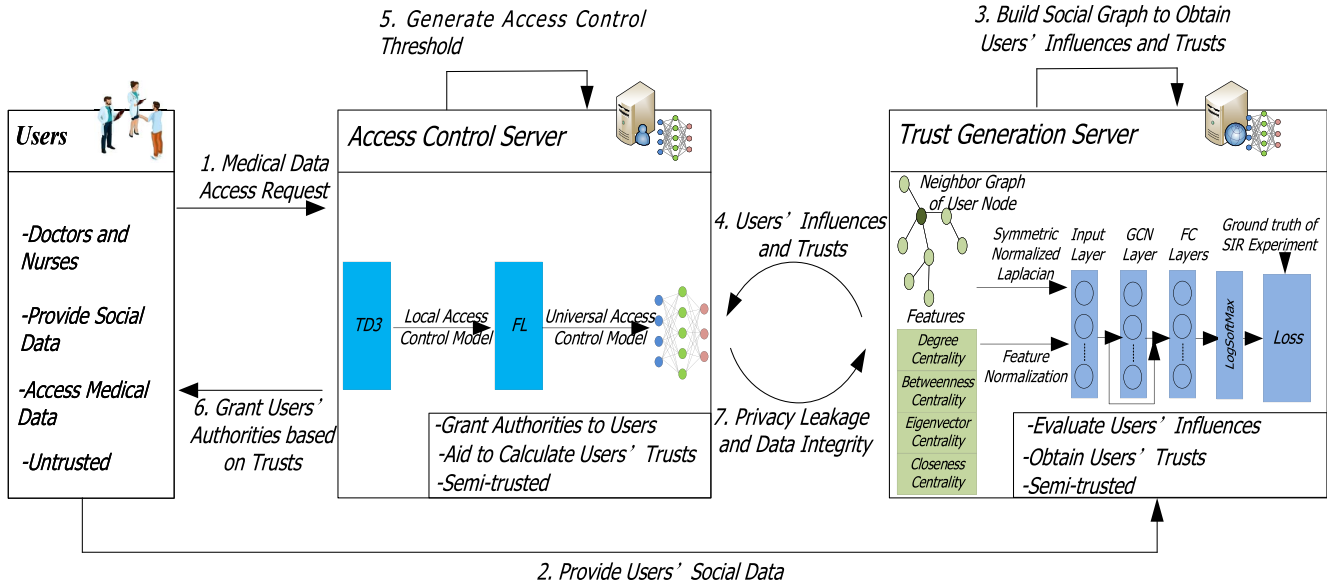 5. Generate Access Control
Threshold
3. Build Social Graph to Obtain
Users’ Influences and Trusts
Users
-Doctors and
Nurses
-Provide Social
Data
-Access Medical
Data
-Untrusted
1. Medical Data
Access Request
6. Grant Users’
Authorities based
on Trusts
Access Control Server
TD3
Local Access
Control Model
FL
Universal Access
Control Model
-Grant Authorities to Users
-Aid to Calculate Users’ Trusts
-Semi-trusted
4. Users’ Influences
and Trusts
7. Privacy Leakage
and Data Integrity
Trust Generation Server
Neighbor Graph
of User Node
Features
Degree
Centrality
Betweenness
Centrality
Eigenvector
Centrality
Closeness
Centrality
Symmetric
Normalized
Laplacian
Feature
Normalization
Input
Layer
GCN
Layer
FC
Layers
LogSoftMax
Ground truth of
SIR Experiment
Loss
-Evaluate Users’ Influences
-Obtain Users’ Trusts
-Semi-trusted
2. Provide Users’ Social Data